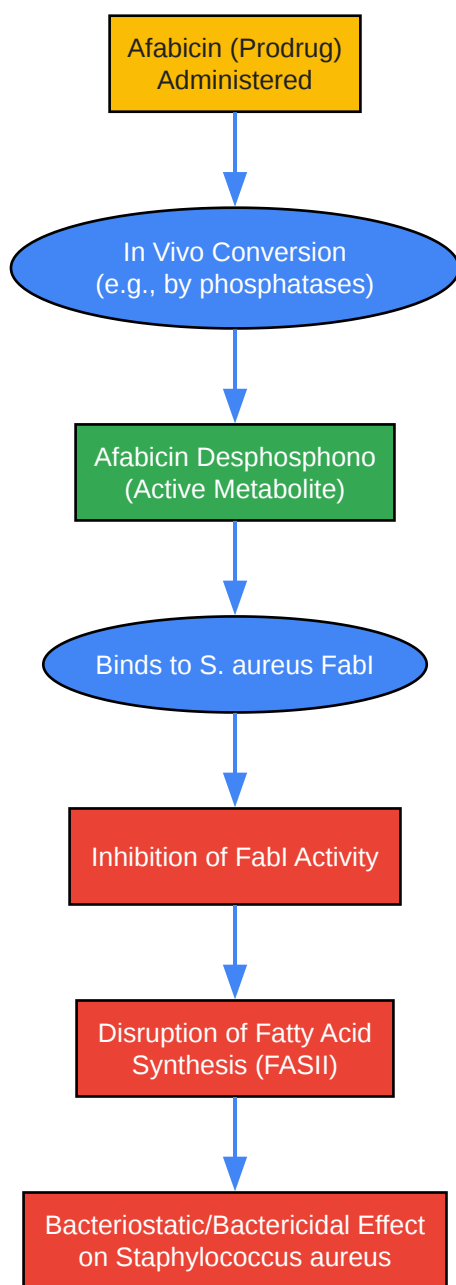 Afabicin (Prodrug)
Administered
In Vivo Conversion
(e.g., by phosphatases)
Afabicin Desphosphono
(Active Metabolite)
Binds to S. aureus FabI
Inhibition of FabI Activity
Disruption of Fatty Acid
Synthesis (FASII)
Bacteriostatic/Bactericidal Effect
on Staphylococcus aureus